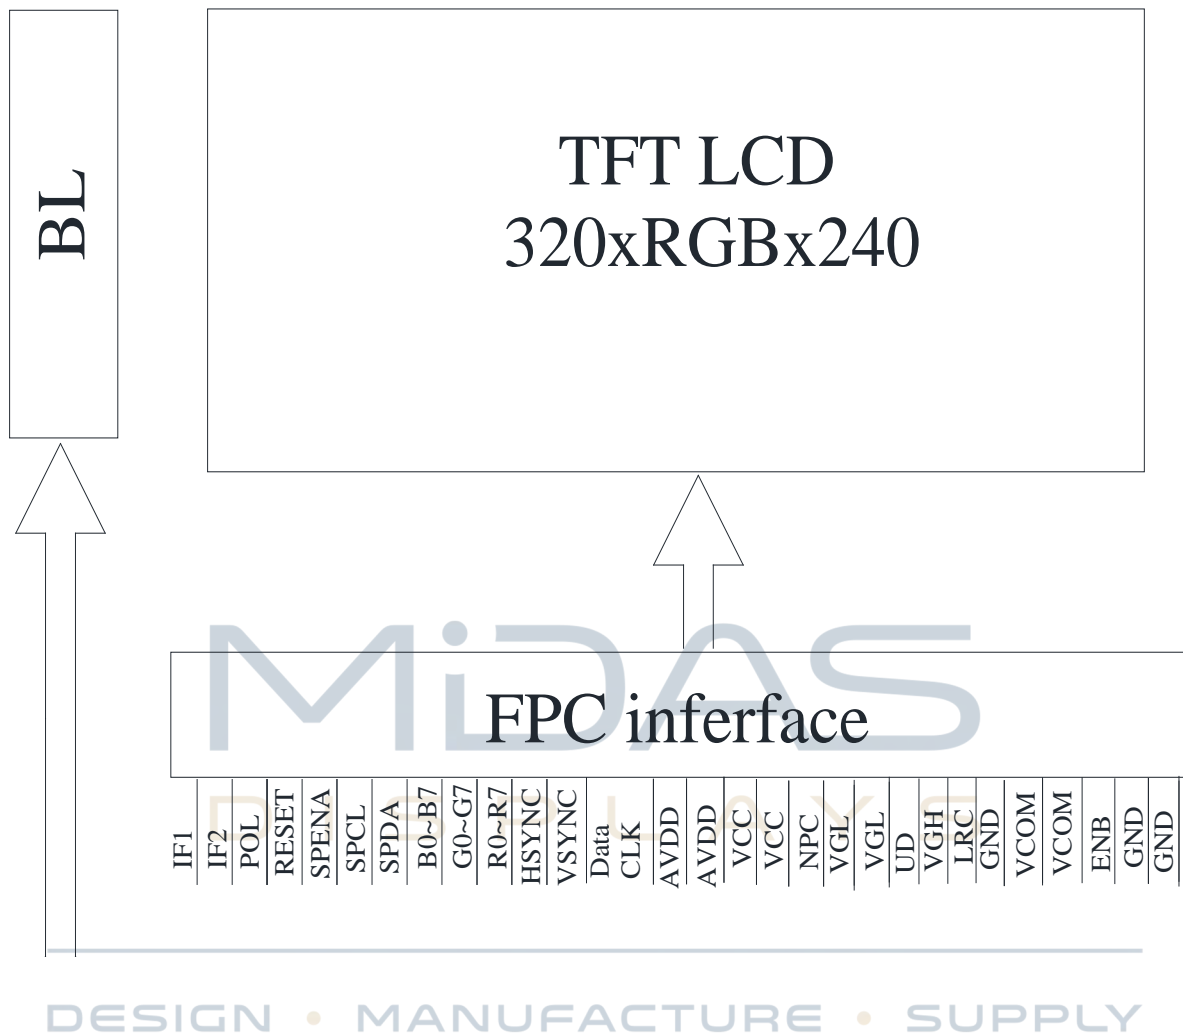 BL
TFT LCD
320xRGBx240
MiDAS
FPC inferface
DISPLAYS
IF1
IF2
POL
RESET
SPENA
SPCL
SPDA
B0~B7
G0~G7
R0~R7
HSYNC
VSYNC
Data
CLK
AVDD
AVDD
VCC
VCC
NPC
VGL
VGL
UD
VGH
LRC
GND
VCOM
VCOM
ENB
GND
GND
DESIGN • MANUFACTURE • SUPPLY